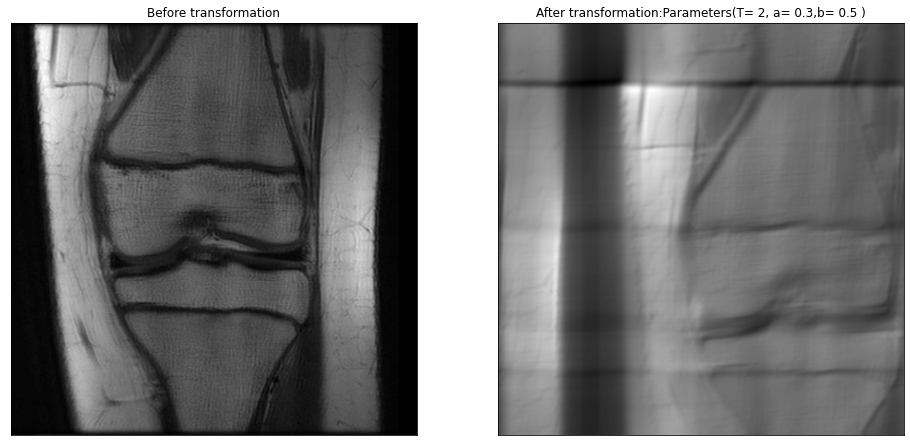 Before transformation
After transformation:Parameters(T= 2, a= 0.3,b= 0.5 )